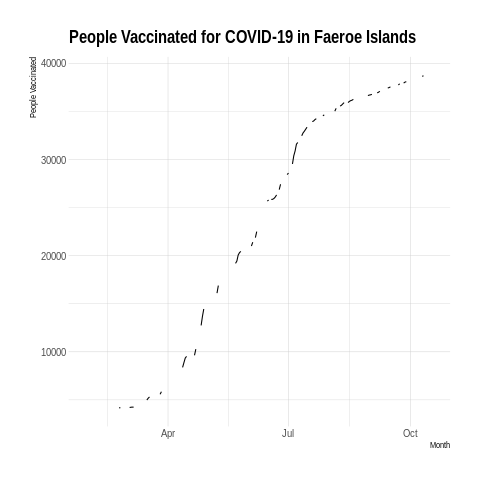 People Vaccinated for COVID-19 in Faeroe Islands
People Vaccinated
40000
30000
20000
10000
Apr
Jul
Oct
Month